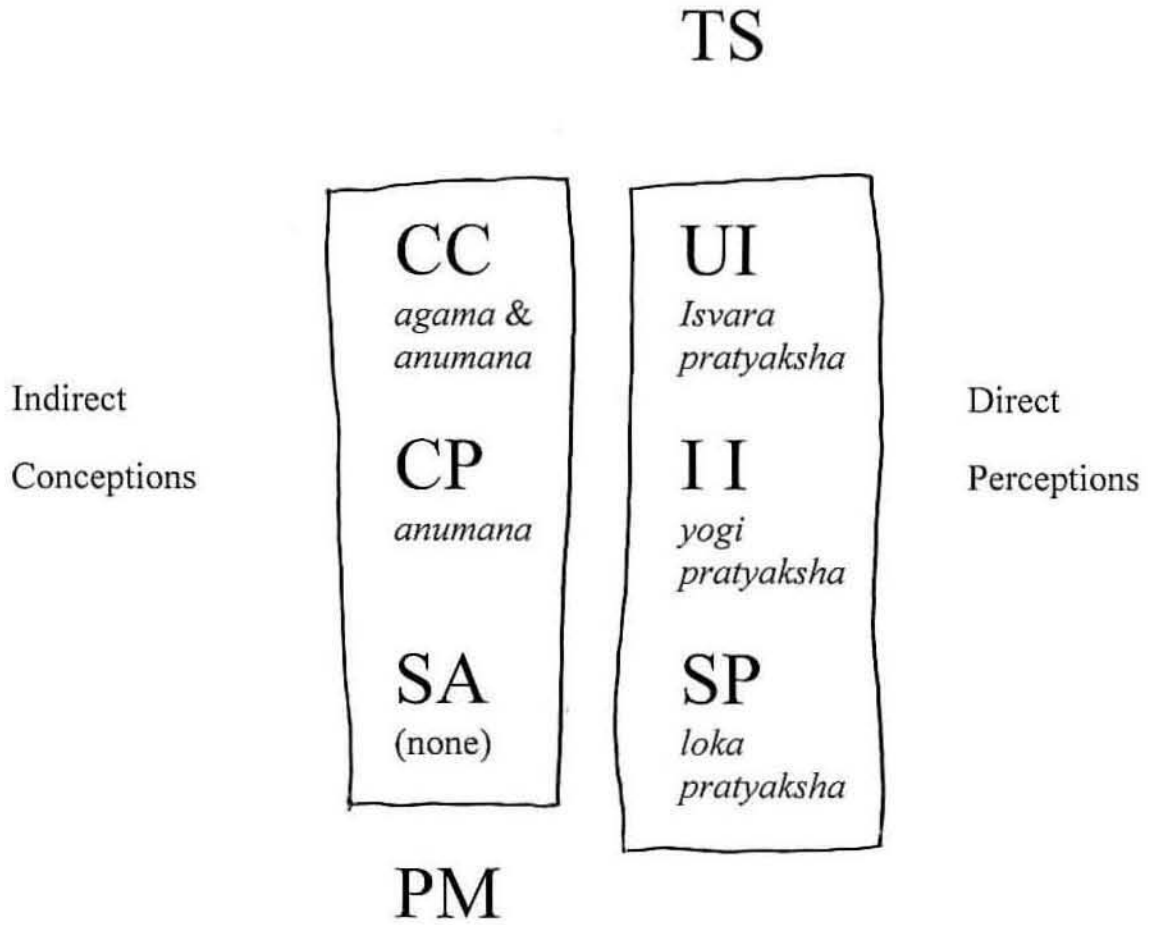 TS
CC
agama &
anumana
UI
Isvara
pratyaksha
Indirect
Conceptions
CP
anumana
I I
yogi
pratyaksha
Direct
Perceptions
SA
(none)
SP
loka
pratyaksha
PM